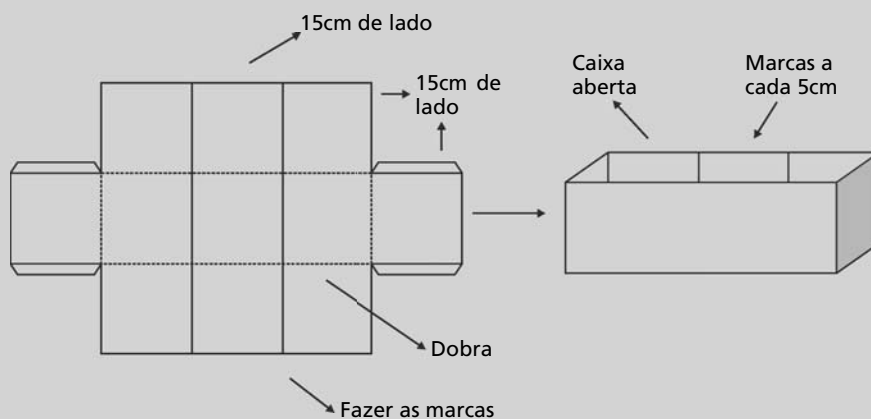 15cm de lado
15cm de
lado
Caixa
aberta
Marcas a
cada 5cm
Dobra
Fazer as marcas